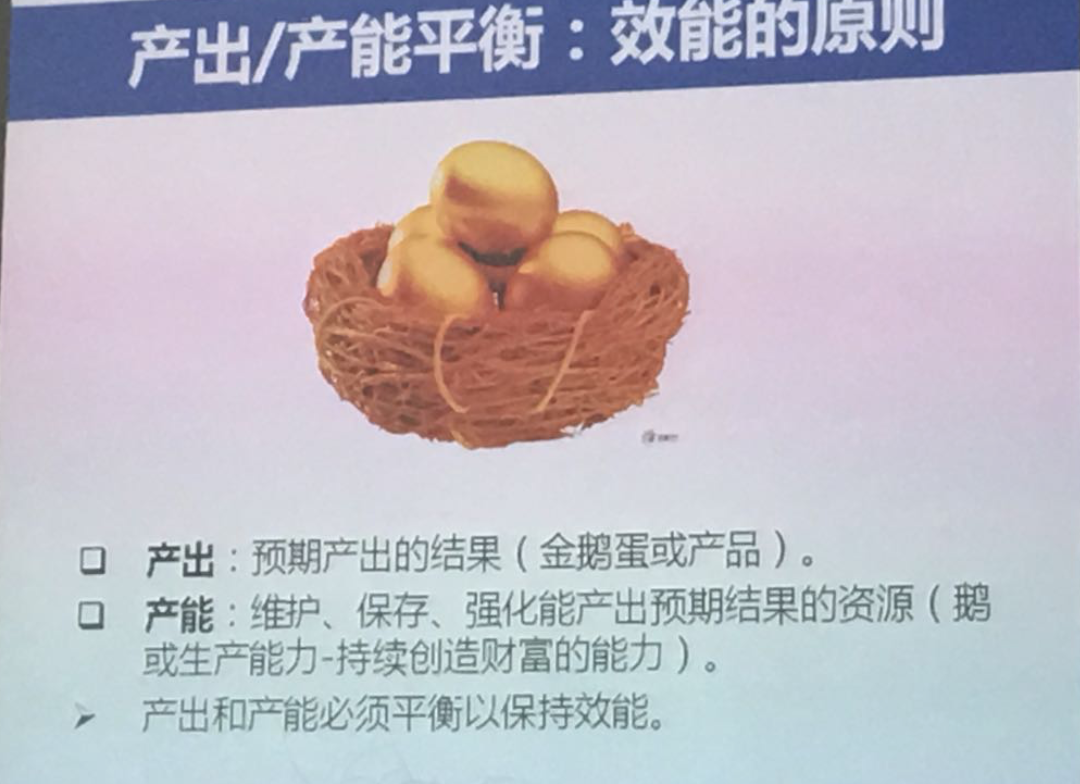 产出/产能平衡：效能的原则
产出：预期产出的结果（金鹅蛋或产品）。
产能：维护、保存、强化能产出预期结果的资源（鹅
或生产能力-持续创造财富的能力）。
产出和产能必须平衡以保持效能。